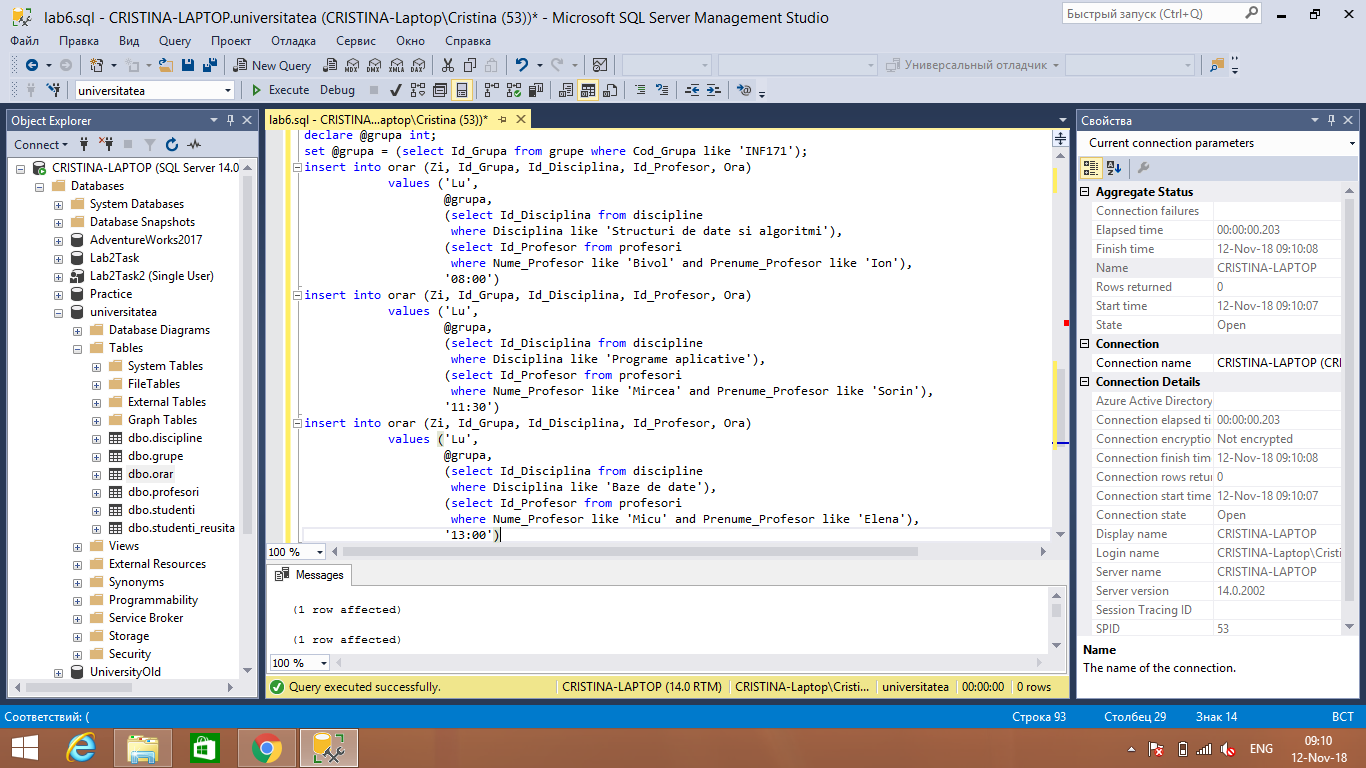 lab6.sql - CRISTINA-LAPTOP.universitatea (CRISTINA-Laptop\Cristina (53))* - Microsoft SQL Server Management Studio
Быстрый запуск (Ctrl+Q)
Файл Правка Вид Query Проект Отладка Сервис Окно Справка
New Query
MDX DMX XMLA DAX
Универсальный отладчик
universitatea
Execute Debug
Object Explorer
Connect
CRISTINA-LAPTOP (SQL Server 14.0
Databases
System Databases
Database Snapshots
AdventureWorks2017
Lab2Task
Lab2Task2 (Single User)
Practice
universitatea
Database Diagrams
Tables
System Tables
FileTables
External Tables
Graph Tables
dbo.discipline
dbo.grupe
dbo.orar
dbo.profesori
dbo.studenti
dbo.studenti_reusita
Views
External Resources
Synonyms
Programmability
Service Broker
Storage
Security
UniversityOld
lab6.sql - CRISTINA...aptop\Cristina (53))*
declare @grupa int;
set @grupa = (select Id_Grupa from grupe where Cod_Grupa like 'INF171');
insert into orar (Zi, Id_Grupa, Id_Disciplina, Id_Profesor, Ora)
values ('Lu',
@grupa,
(select Id_Disciplina from discipline
where Disciplina like 'Structuri de date si algoritmi'),
(select Id_Profesor from profesori
where Nume_Profesor like 'Bivol' and Prenume_Profesor like 'Ion'),
'08:00')
insert into orar (Zi, Id_Grupa, Id_Disciplina, Id_Profesor, Ora)
values ('Lu',
@grupa,
(select Id_Disciplina from discipline
where Disciplina like 'Programe aplicative'),
(select Id_Profesor from profesori
where Nume_Profesor like 'Mircea' and Prenume_Profesor like 'Sorin'),
'11:30')
insert into orar (Zi, Id_Grupa, Id_Disciplina, Id_Profesor, Ora)
values ('Lu',
@grupa,
(select Id_Disciplina from discipline
where Disciplina like 'Baze de date'),
(select Id_Profesor from profesori
where Nume_Profesor like 'Micu' and Prenume_Profesor like 'Elena'),
'13:00')
100 %
Messages
(1 row affected)
(1 row affected)
100 %
Query executed successfully. CRISTINA-LAPTOP (14.0 RTM) CRISTINA-Laptop\Cristi... universitatea 00:00:00 0 rows
Свойства
Current connection parameters
Aggregate Status
Connection failures
Elapsed time 00:00:00.203
Finish time 12-Nov-18 09:10:08
Name CRISTINA-LAPTOP
Rows returned 0
Start time 12-Nov-18 09:10:07
State Open
Connection
Connection name CRISTINA-LAPTOP (CRI
Connection Details
Azure Active Directory
Connection elapsed ti 00:00:00.203
Connection encryptio Not encrypted
Connection finish tim 12-Nov-18 09:10:08
Connection rows retur 0
Connection start time 12-Nov-18 09:10:07
Connection state Open
Display name CRISTINA-LAPTOP
Login name CRISTINA-Laptop\Cristi
Server name CRISTINA-LAPTOP
Server version 14.0.2002
Session Tracing ID
SPID 53
Name
The name of the connection.
Соответствий: ( Строка 93 Столбец 29 Знак 14 ВСТ
ENG
09:10
12-Nov-18